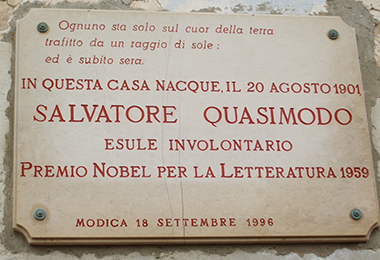 Ognuno sta solo sul cuor della terra
trafitto da un raggio di sole:
ed è subito sera.
IN QUESTA CASA NACQUE, IL 20 AGOSTO 1901
SALVATORE QUASIMODO
ESULE INVOLONTARIO
PREMIO NOBEL PER LA LETTERATURA 1959
MODICA 18 SETTEMBRE 1996